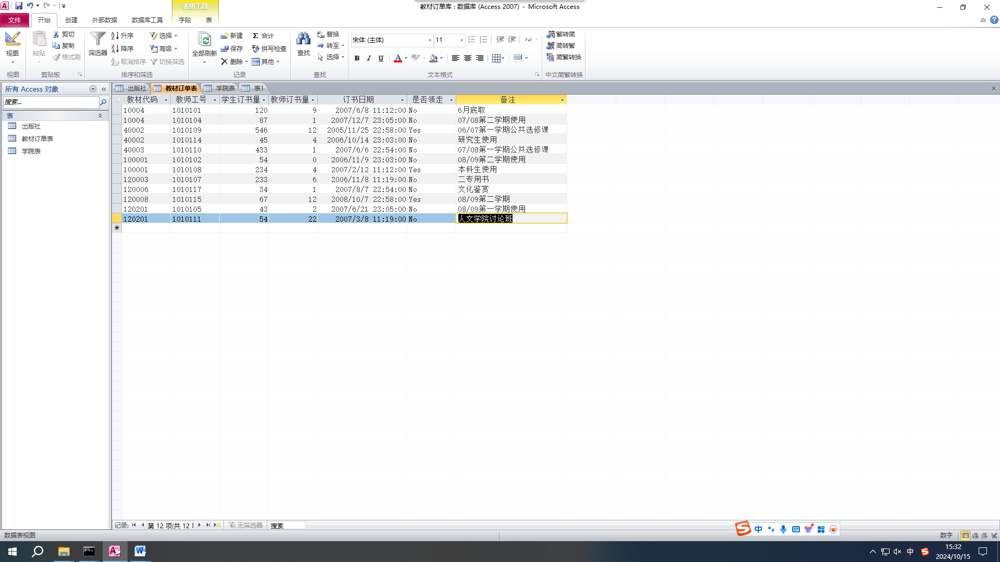 教材订单库 : 数据库 (Access 2007) - Microsoft Access
表格工具
文件 开始 创建 外部数据 数据库工具 字段 表
视图 粘贴 剪切 复制 格式刷
筛选器 升序 降序 取消排序 选择 高级 切换筛选
全部刷新 新建 保存 删除 合计 拼写检查 其他
查找 替换 转至 选择
宋体 (主体) 11
B I U A
繁转简 简转繁 简繁转换
视图 剪贴板 排序和筛选 记录 查找 文本格式 中文简繁转换
所有 Access 对象
搜索...
表
出版社
教材订单表
学院表
出版社 教材订单表 学院表 表1
教材代码 教师工号 学生订书量 教师订书量 订书日期 是否领走 备注
10004 1010101 120 9 2007/6/8 11:12:00 No 6月底取
10004 1010104 87 1 2007/12/7 23:05:00 No 07/08第二学期使用
40002 1010109 546 12 2005/11/25 22:58:00 Yes 06/07第一学期公共选修课
40002 1010114 45 4 2006/10/14 23:03:00 No 研究生使用
40003 1010110 433 1 2007/6/6 22:54:00 No 07/08第一学期公共选修课
100001 1010102 54 0 2006/11/9 23:03:00 No 08/09第二学期使用
100001 1010108 234 4 2007/2/12 11:12:00 Yes 本科生使用
120003 1010107 233 6 2006/11/8 11:19:00 No 二专用书
120006 1010117 34 1 2007/8/7 22:54:00 No 文化鉴赏
120008 1010115 67 12 2008/10/7 22:58:00 Yes 08/09第二学期
120201 1010105 43 2 2007/6/21 23:05:00 No 08/09第一学期使用
120201 1010111 54 22 2007/3/8 11:19:00 No 人文学院讨论班
记录: 第 12 项(共 12 无筛选器 搜索
中
数据表视图 数字
中 15:32
2024/10/15